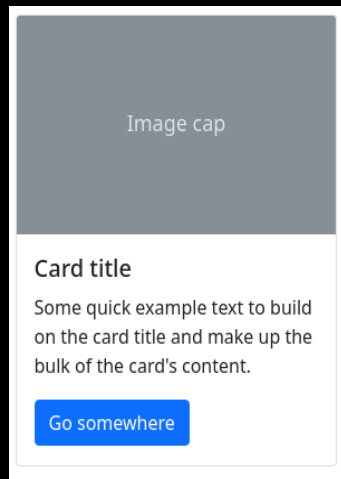 Image cap
Card title
Some quick example text to build
on the card title and make up the
bulk of the card's content.
Go somewhere